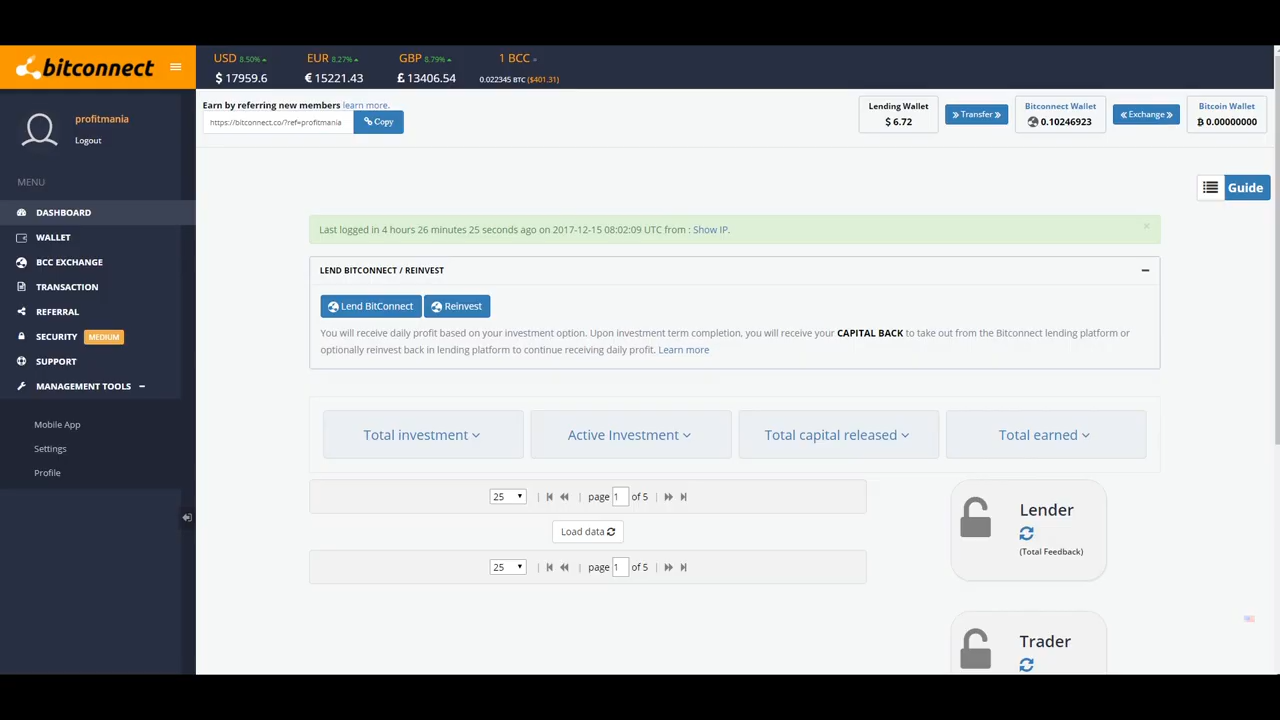 bitconnect
USD 8.50%
EUR 8.27%
GBP 8.79%
1 BCC =
$ 17959.6
€ 15221.43
£ 13406.54
0.022345 BTC ($401.31)
Earn by referring new members learn more.
https://bitconnect.co/?ref=profitmania
Copy
Lending Wallet
$ 6.72
Transfer
Bitconnect Wallet
0.10246923
Exchange
Bitcoin Wallet
฿ 0.00000000
profitmania
Logout
MENU
DASHBOARD
WALLET
BCC EXCHANGE
TRANSACTION
REFERRAL
SECURITY MEDIUM
SUPPORT
MANAGEMENT TOOLS
Mobile App
Settings
Profile
Guide
Last logged in 4 hours 26 minutes 25 seconds ago on 2017-12-15 08:02:09 UTC from : Show IP.
LEND BITCONNECT / REINVEST
Lend BitConnect
Reinvest
You will receive daily profit based on your investment option. Upon investment term completion, you will receive your CAPITAL BACK to take out from the Bitconnect lending platform or
optionally reinvest back in lending platform to continue receiving daily profit. Learn more
Total investment
Active Investment
Total capital released
Total earned
25 | | page 1 of 5 |
Load data
25 | | page 1 of 5 |
Lender
(Total Feedback)
Trader